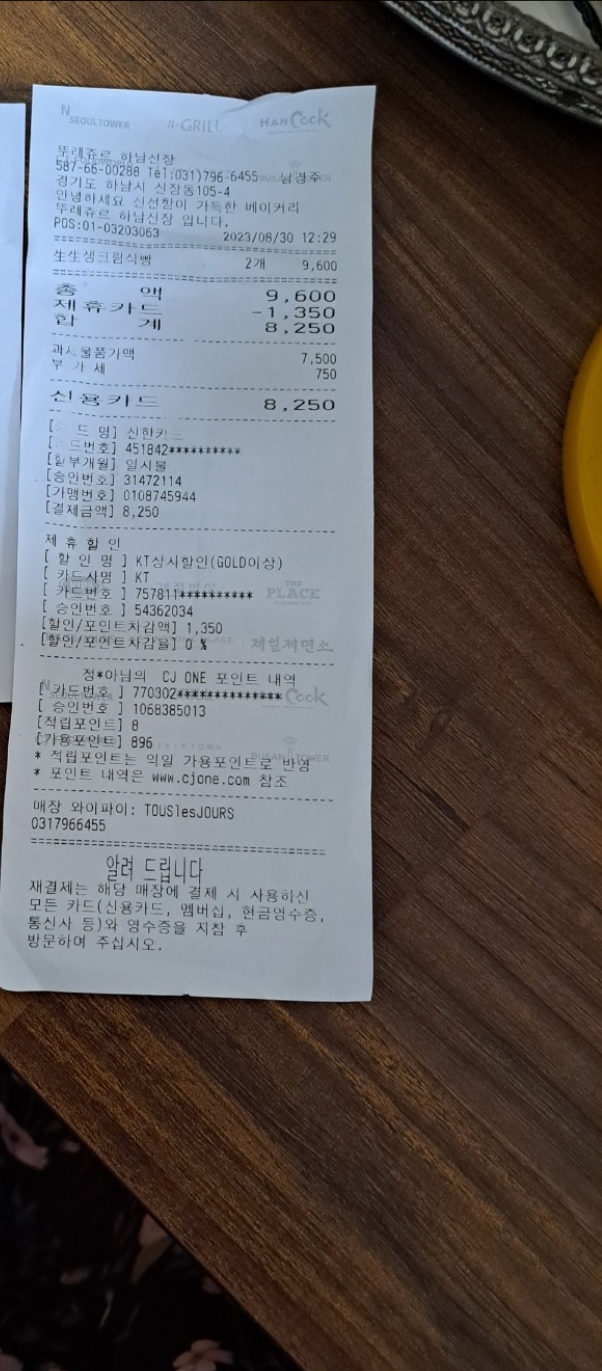 N SEOULTOWER
GRILL
HAN Cook
뚜레쥬르 하남신장
587-66-00288 Tel:031)796-6455 남경주
경기도 하남시 신장동105-4
안녕하세요 신선함이 가득한 베이커리
뚜레쥬르 하남신장 입니다.
POS:01-03203063 2023/08/30 12:29
生生생크림식빵 2개 9,600
총 액 9,600
제휴카드 -1,350
합 계 8,250
과세물품가액 7,500
부 가 세 750
신용카드 8,250
드 명] 신한카드
드번호] 451842**********
[할부개월] 일시불
[승인번호] 31472114
[가맹번호] 0108745944
[결제금액] 8,250
제 휴 할 인
[ 할 인 명 ] KT상시할인(GOLD이상)
[ 카드사명 ] KT
[ 카드번호 ] 757811**********
THE PLACE
[ 승인번호 ] 54362034
[할인/포인트차감액] 1,350
[할인/포인트차감율] 0 %
제일제면소
정*아님의 CJ ONE 포인트 내역
[ 카드번호 ] 770302**************
Cook
[ 승인번호 ] 1068385013
[적립포인트] 8
[가용포인트] 896
BUSAN TOWER
* 적립포인트는 익일 가용포인트로 반영
* 포인트 내역은 www.cjone.com 참조
매장 와이파이: TOUSlesJOURS
0317966455
알려 드립니다
재결제는 해당 매장에 결제 시 사용하신
모든 카드(신용카드, 멤버십, 현금영수증,
통신사 등)와 영수증을 지참 후
방문하여 주십시오.